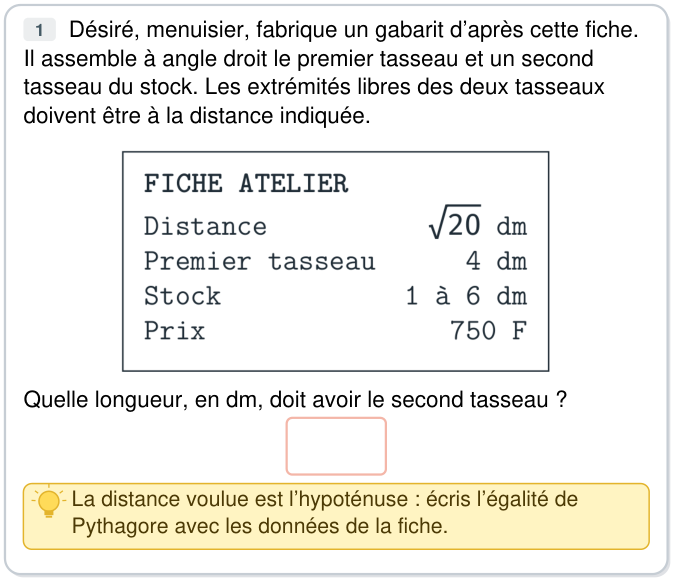 1 Désiré, menuisier, fabrique un gabarit d’après cette fiche.
Il assemble à angle droit le premier tasseau et un second
tasseau du stock. Les extrémités libres des deux tasseaux
doivent être à la distance indiquée.
FICHE ATELIER
Distance √20 dm
Premier tasseau 4 dm
Stock 1 à 6 dm
Prix 750 F
Quelle longueur, en dm, doit avoir le second tasseau ?
La distance voulue est l’hypoténuse : écris l’égalité de
Pythagore avec les données de la fiche.